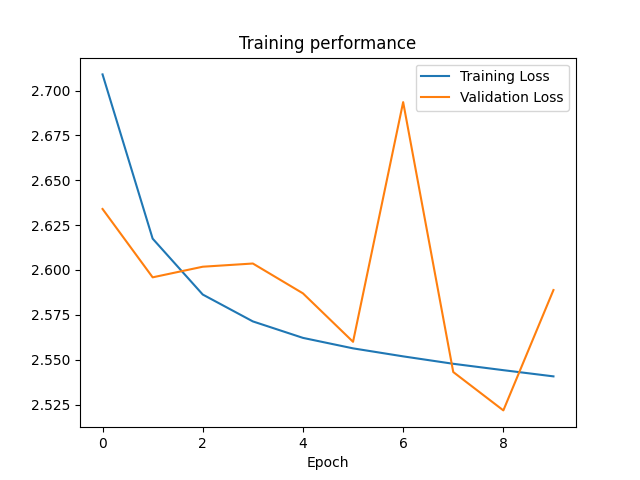 Training performance
Training Loss
Validation Loss
2.700
2.675
2.650
2.625
2.600
2.575
2.550
2.525
0 2 4 6 8
Epoch